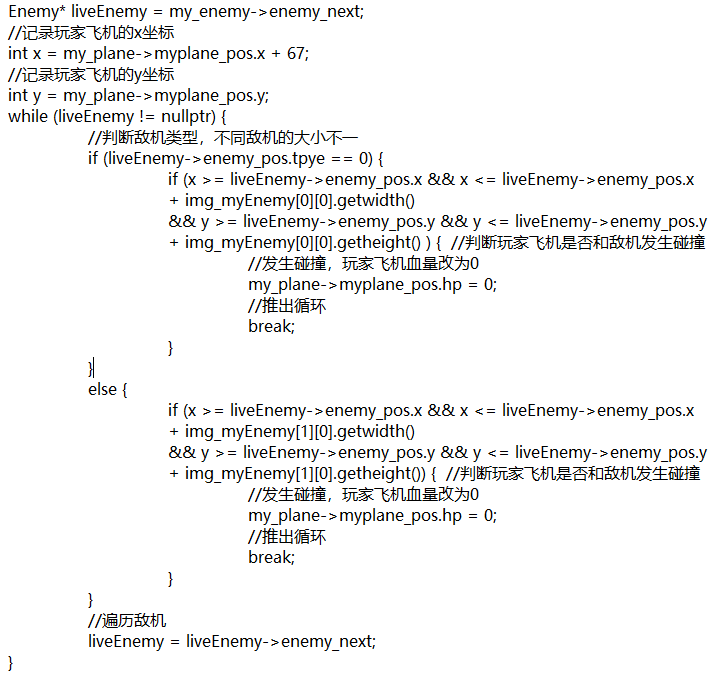 Enemy* liveEnemy = my_enemy->enemy_next;
//记录玩家飞机的x坐标
int x = my_plane->myplane_pos.x + 67;
//记录玩家飞机的y坐标
int y = my_plane->myplane_pos.y;
while (liveEnemy != nullptr) {
//判断敌机类型，不同敌机的大小不一
if (liveEnemy->enemy_pos.tpye == 0) {
if (x >= liveEnemy->enemy_pos.x && x <= liveEnemy->enemy_pos.x
+ img_myEnemy[0][0].getwidth()
&& y >= liveEnemy->enemy_pos.y && y <= liveEnemy->enemy_pos.y
+ img_myEnemy[0][0].getheight() ) {  //判断玩家飞机是否和敌机发生碰撞
//发生碰撞，玩家飞机血量改为0
my_plane->myplane_pos.hp = 0;
//推出循环
break;
}
}
else {
if (x >= liveEnemy->enemy_pos.x && x <= liveEnemy->enemy_pos.x
+ img_myEnemy[1][0].getwidth()
&& y >= liveEnemy->enemy_pos.y && y <= liveEnemy->enemy_pos.y
+ img_myEnemy[1][0].getheight()) {  //判断玩家飞机是否和敌机发生碰撞
//发生碰撞，玩家飞机血量改为0
my_plane->myplane_pos.hp = 0;
//推出循环
break;
}
}
//遍历敌机
liveEnemy = liveEnemy->enemy_next;
}